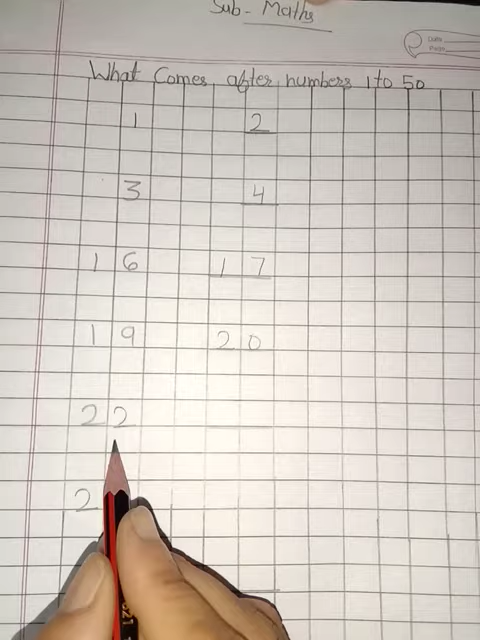 Sub - Maths
Date
Page
What Comes after numbers 1 to 50
1 2
3 4
16 17
19 20
22
2
321